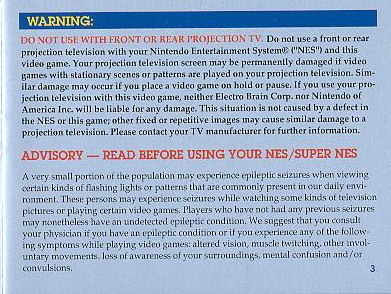 WARNING:
DO NOT USE WITH FRONT OR REAR PROJECTION TV. Do not use a front or rear
projection television with your Nintendo Entertainment System® ("NES") and this
video game. Your projection television screen may be permanently damaged if video
games with stationary scenes or patterns are played on your projection television. Sim-
ilar damage may occur if you place a video game on hold or pause. If you use your pro-
jection television with this video game, neither Electro Brain Corp. nor Nintendo of
America Inc. will be liable for any damage. This situation is not caused by a defect in
the NES or this game; other fixed or repetitive images may cause similar damage to a
projection television. Please contact your TV manufacturer for further information.
ADVISORY — READ BEFORE USING YOUR NES/SUPER NES
A very small portion of the population may experience epileptic seizures when viewing
certain kinds of flashing lights or patterns that are commonly present in our daily envi-
ronment. These persons may experience seizures while watching some kinds of television
pictures or playing certain video games. Players who have not had any previous seizures
may nonetheless have an undetected epileptic condition. We suggest that you consult
your physician if you have an epileptic condition or if you experience any of the follow-
ing symptoms while playing video games: altered vision, muscle twitching, other invol-
untary movements, loss of awareness of your surroundings, mental confusion and/or
convulsions.
3